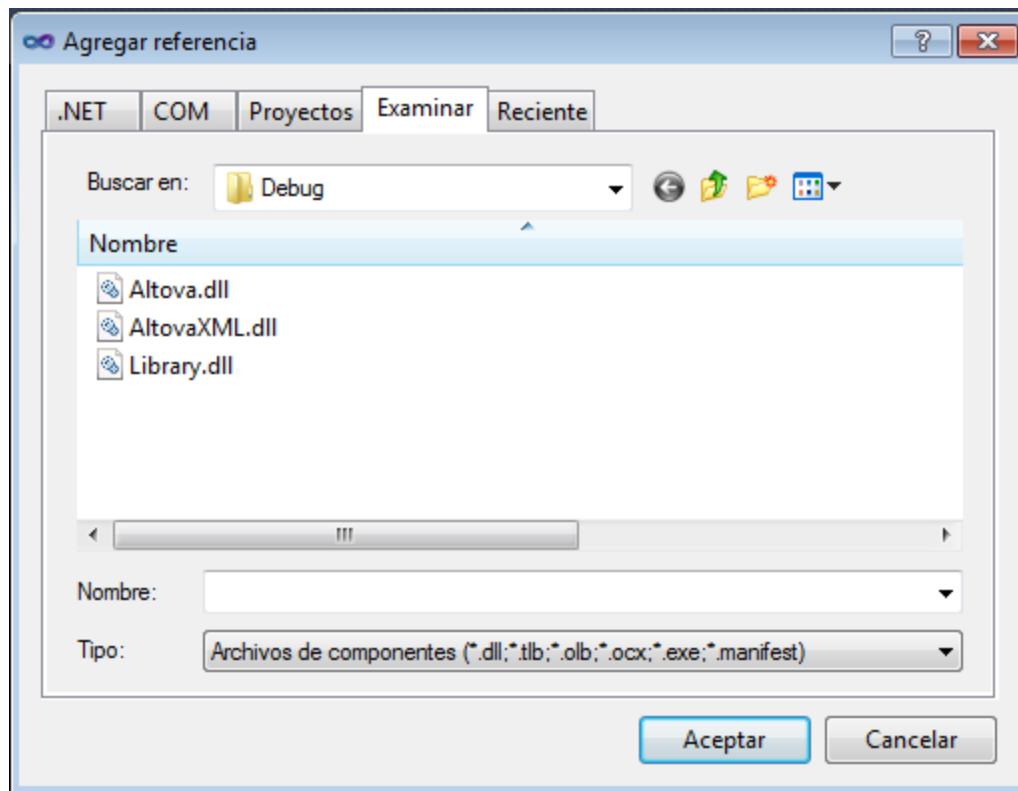 Agregar referencia
.NET COM Proyectos Examinar Reciente
Buscar en: Debug
Nombre
Altova.dll
AltovaXML.dll
Library.dll
Nombre:
Tipo: Archivos de componentes (*.dll;*.tlb;*.olb;*.ocx;*.exe;*.manifest)
Aceptar Cancelar